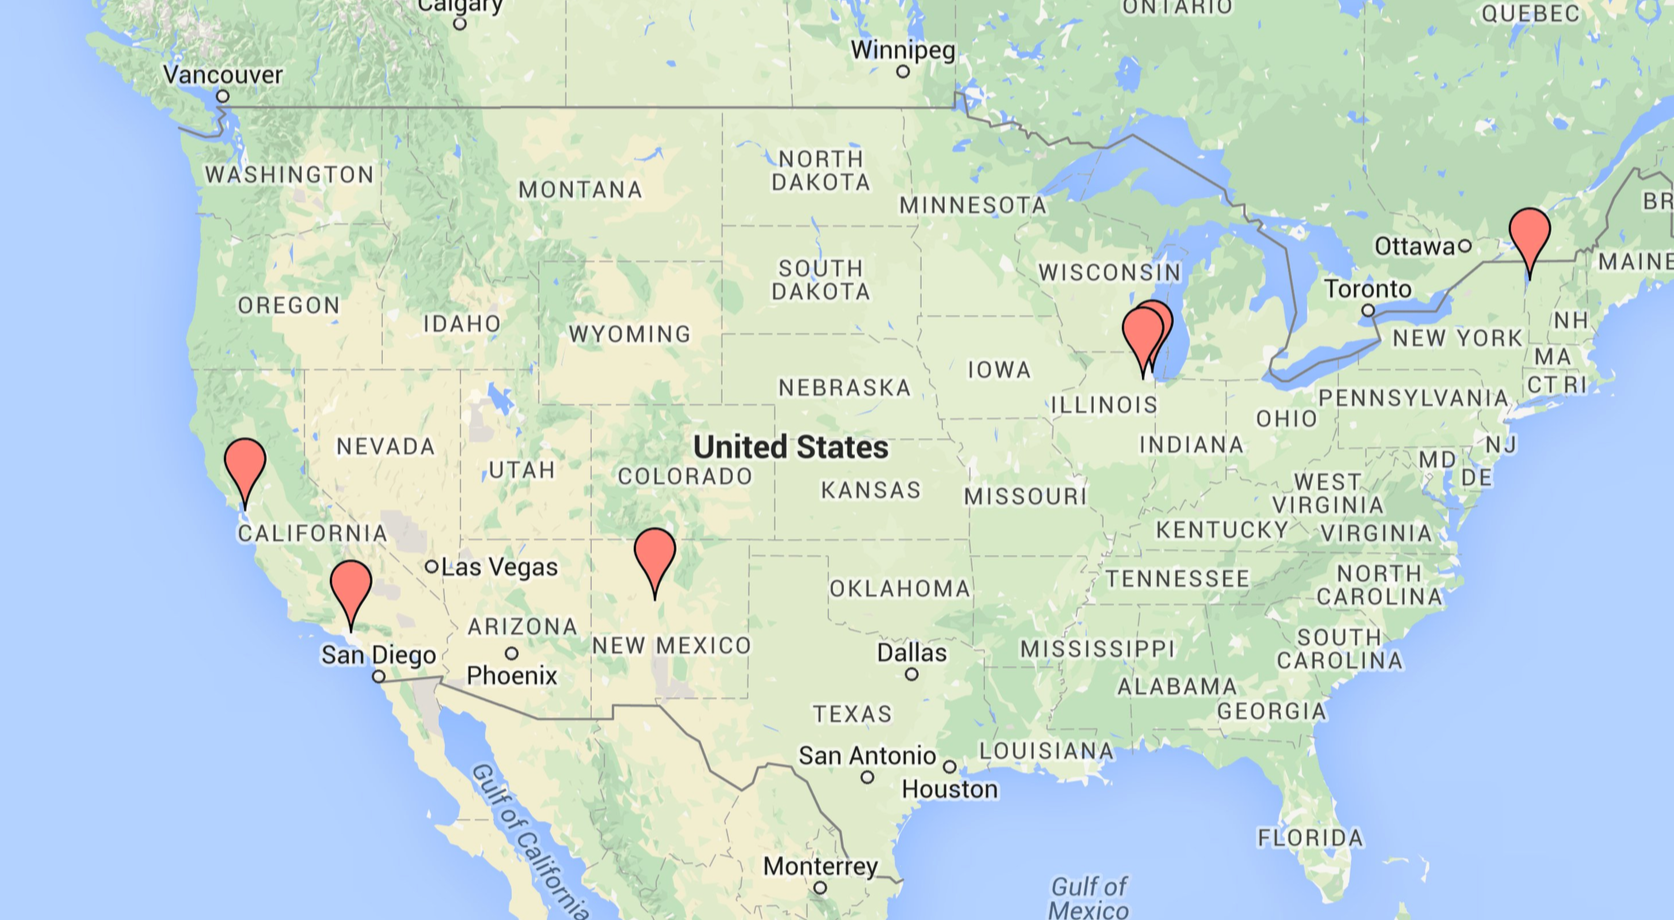 Calgary
ONTARIO
QUEBEC
Winnipeg
Vancouver
WASHINGTON
MONTANA
NORTH
DAKOTA
MINNESOTA
BR
Ottawa
MAINE
OREGON
IDAHO
WYOMING
SOUTH
DAKOTA
WISCONSIN
Toronto
NEW YORK
NH
MA
CT RI
IOWA
NEBRASKA
ILLINOIS
INDIANA
OHIO
PENNSYLVANIA
NJ
MD
DE
NEVADA
UTAH
United States
COLORADO
KANSAS
MISSOURI
WEST
VIRGINIA
KENTUCKY
VIRGINIA
CALIFORNIA
Las Vegas
ARIZONA
NEW MEXICO
OKLAHOMA
TENNESSEE
NORTH
CAROLINA
SOUTH
CAROLINA
San Diego
Phoenix
Dallas
MISSISSIPPI
ALABAMA
GEORGIA
TEXAS
San Antonio
Houston
LOUISIANA
FLORIDA
Gulf of California
Monterrey
Gulf of
Mexico